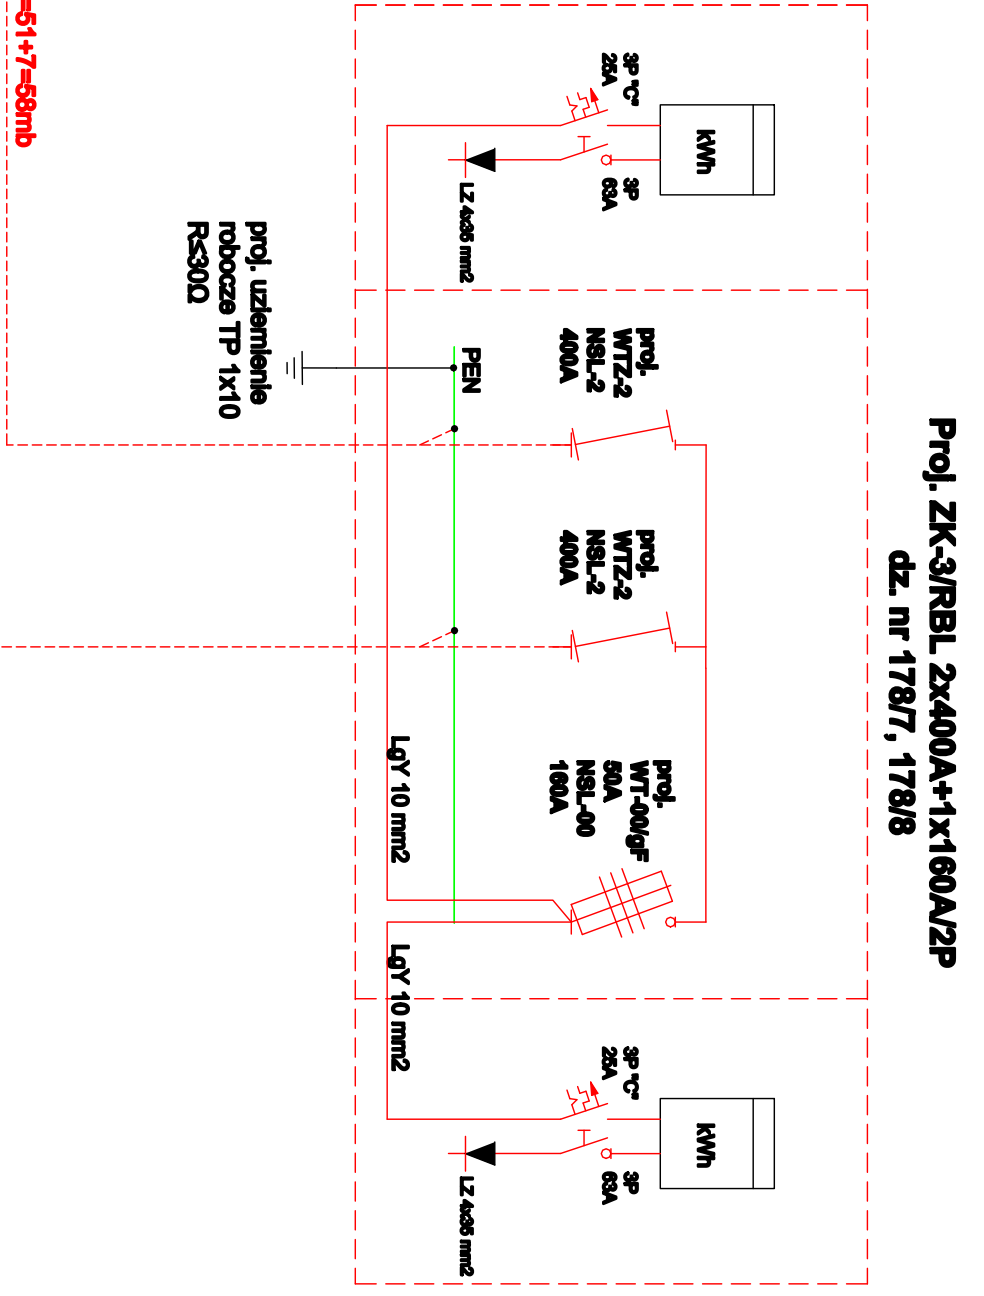 Proj. ZK-3/RBL 2x400A+1x160A/2P
dz. nr 178/7, 178/8
kWh
3P "C"
25A
3P
63A
LZ 4x35 mm2
proj.
WTZ-2
NSL-2
400A
proj.
WTZ-2
NSL-2
400A
proj.
WT-00/gF
50A
NSL-00
160A
kWh
3P "C"
25A
3P
63A
LZ 4x35 mm2
PEN
LgY 10 mm2
LgY 10 mm2
proj. uziemienie
robocze TP 1x10
R≤30Ω
=51+7=58mb